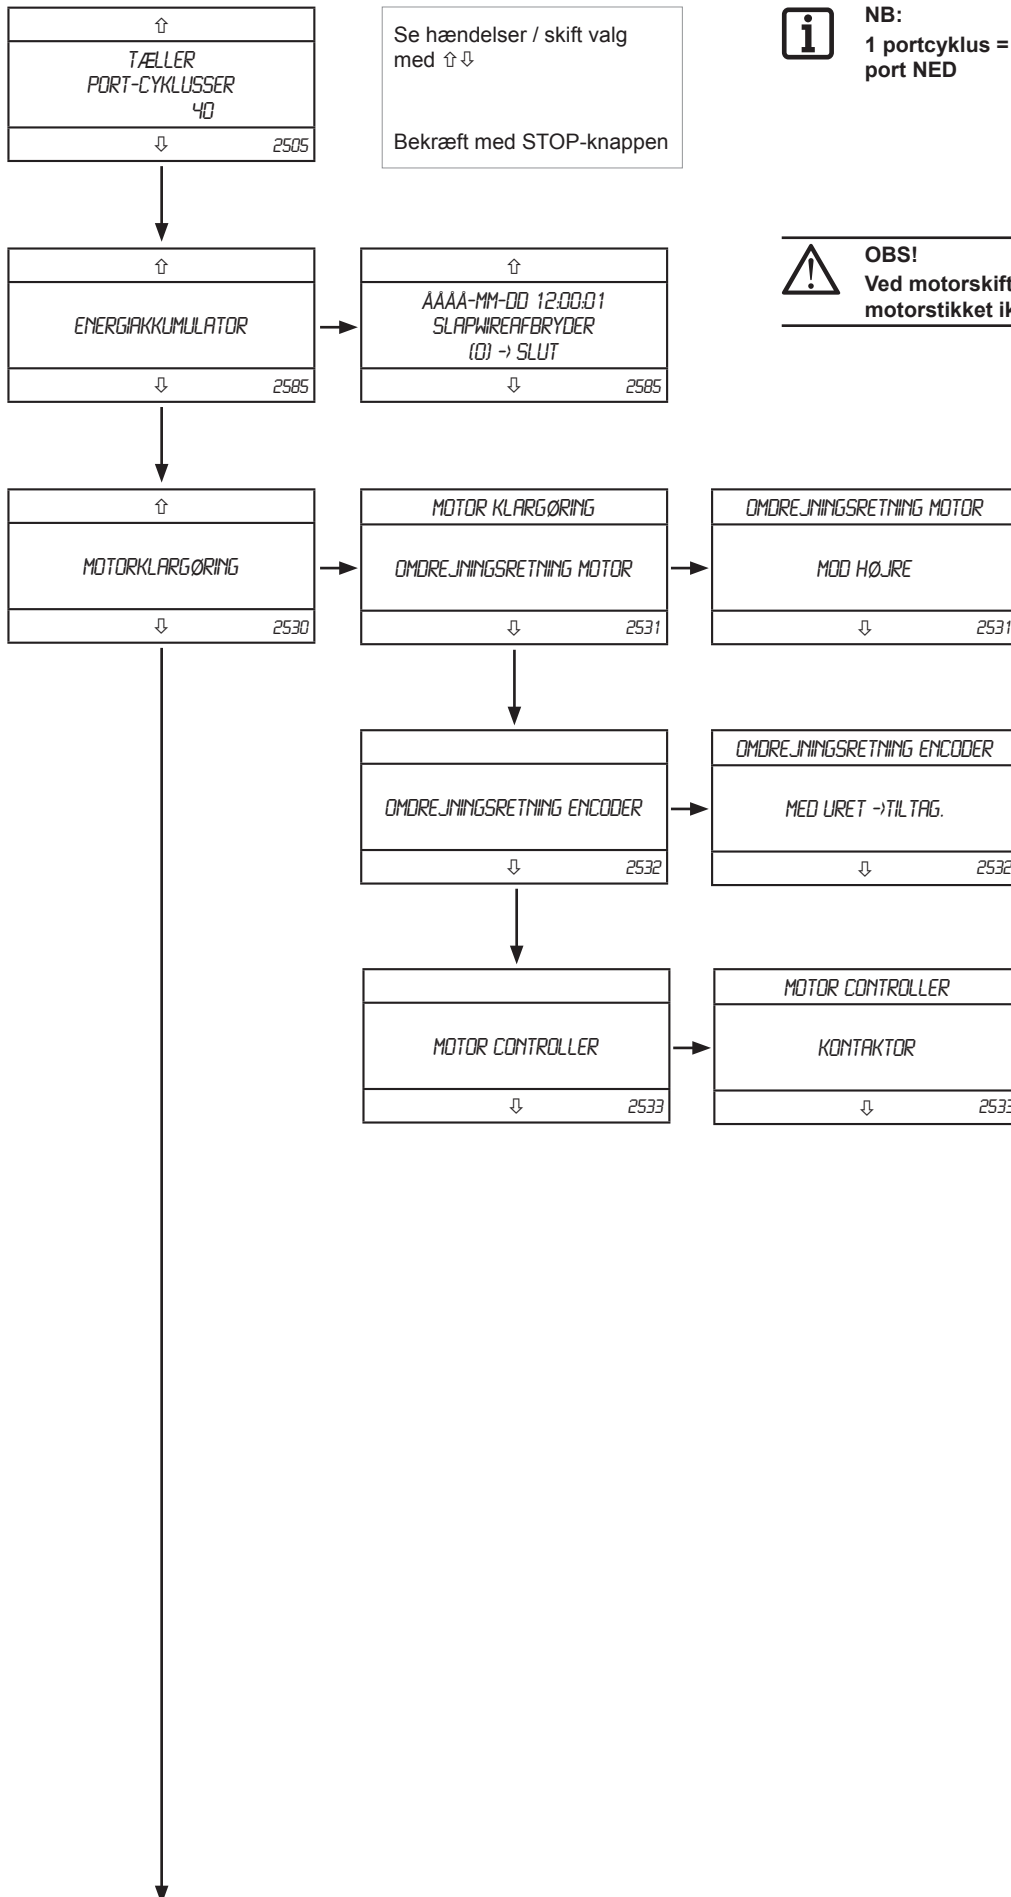 ⇧
TÆLLER
PORT-CYKLUSSER
40
⇩ 2505
Se hændelser / skift valg
med ⇧⇩
Bekræft med STOP-knappen
NB:
1 portcyklus =
port NED
⇧
ENERGIAKKUMULATOR
⇩ 2585
⇧
ÅÅÅÅ-MM-DD 12:00:01
SLAPWIREAFBRYDER
(0) -> SLUT
⇩ 2585
OBS!
Ved motorskift
motorstikket ik
⇧
MOTORKLARGØRING
⇩ 2530
MOTOR KLARGØRING
OMDREJNINGSRETNING MOTOR
⇩ 2531
OMDREJNINGSRETNING MOTOR
MOD HØJRE
⇩ 2531
OMDREJNINGSRETNING ENCODER
⇩ 2532
OMDREJNINGSRETNING ENCODER
MED URET ->TILTAG.
⇩ 2532
MOTOR CONTROLLER
⇩ 2533
MOTOR CONTROLLER
KONTAKTOR
⇩ 2533